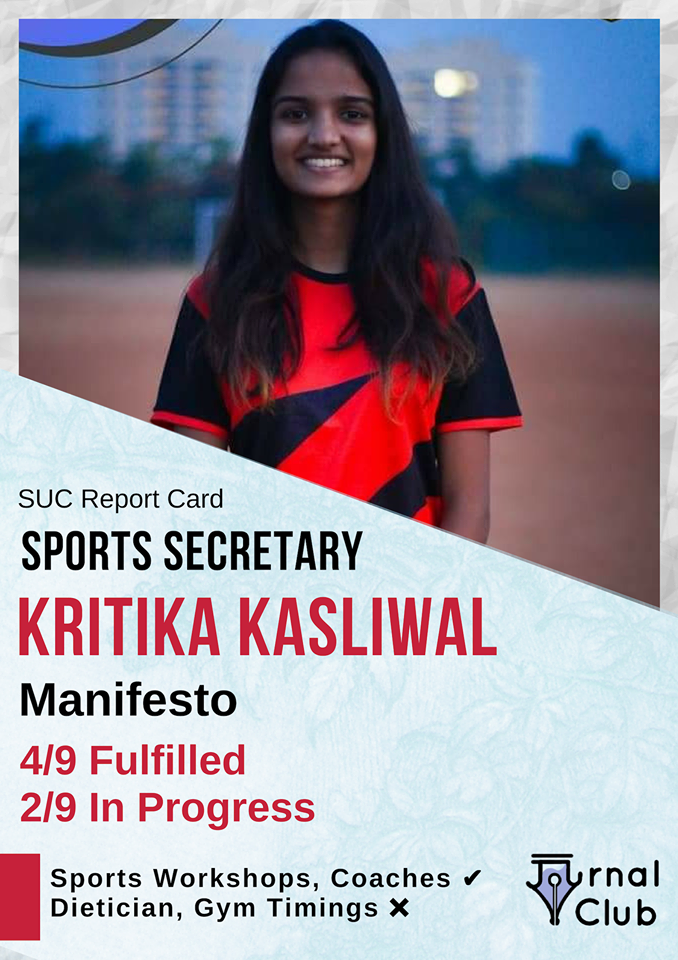 SUC Report Card
SPORTS SECRETARY
KRITIKA KASLIWAL
Manifesto
4/9 Fulfilled
2/9 In Progress
Sports Workshops, Coaches ✔
Dietician, Gym Timings ✖
Journal
Club